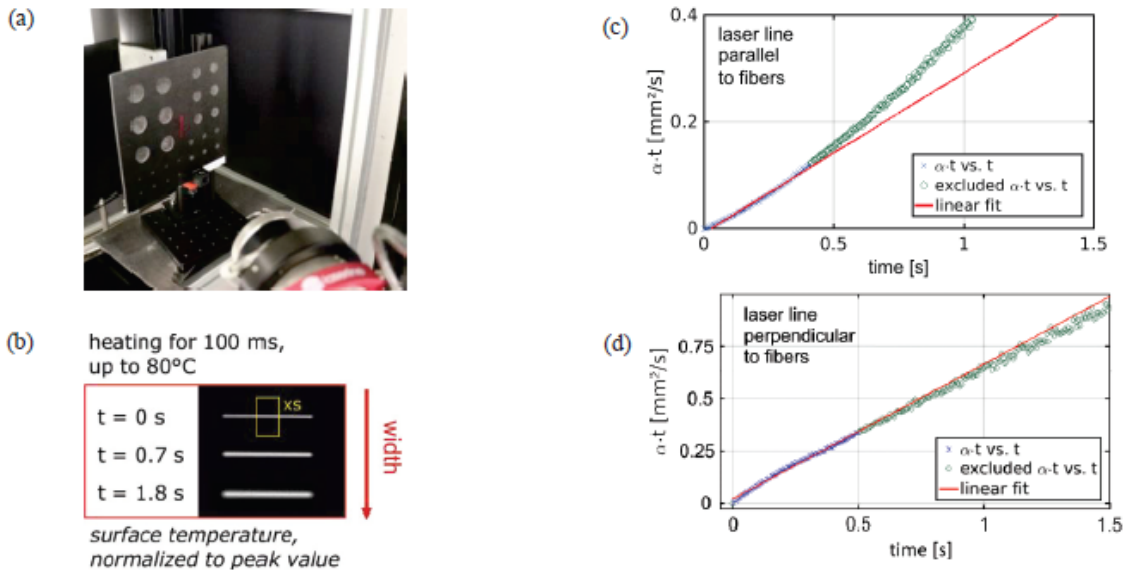 (a)
(b)
heating for 100 ms,
up to 80°C
t = 0 s
t = 0.7 s
t = 1.8 s
xs
width
surface temperature,
normalized to peak value
(c)
laser line
parallel
to fibers
α·t [mm²/s]
0.4
0.2
0
0
0.5
1
1.5
time [s]
α·t vs. t
excluded α·t vs. t
linear fit
(d)
laser line
perpendicular
to fibers
α·t [mm²/s]
0.75
0.5
0.25
0
0
0.5
1
1.5
time [s]
α·t vs. t
excluded α·t vs. t
linear fit